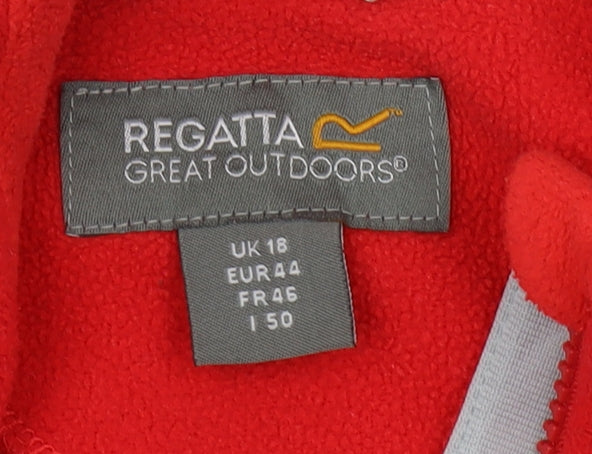 REGATTA
GREAT OUTDOORS®
UK 18
EUR 44
FR 46
I 50